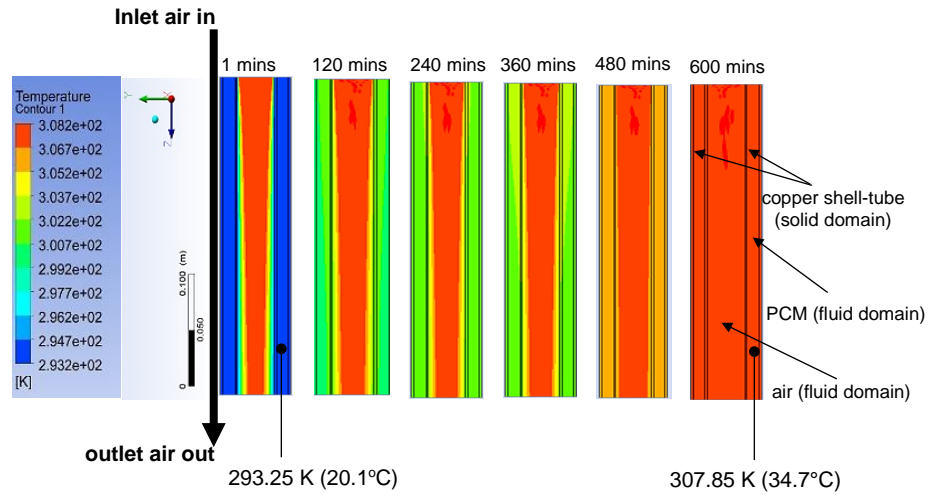 Inlet air in
1 mins
120 mins
240 mins
360 mins
480 mins
600 mins
Temperature
Contour 1
3.082e+02
3.067e+02
3.052e+02
3.037e+02
3.022e+02
3.007e+02
2.992e+02
2.977e+02
2.962e+02
2.947e+02
2.932e+02
[K]
Y
X
Z
0.100 (m)
0.050
0
copper shell-tube
(solid domain)
PCM (fluid domain)
air (fluid domain)
outlet air out
293.25 K (20.1°C)
307.85 K (34.7°C)